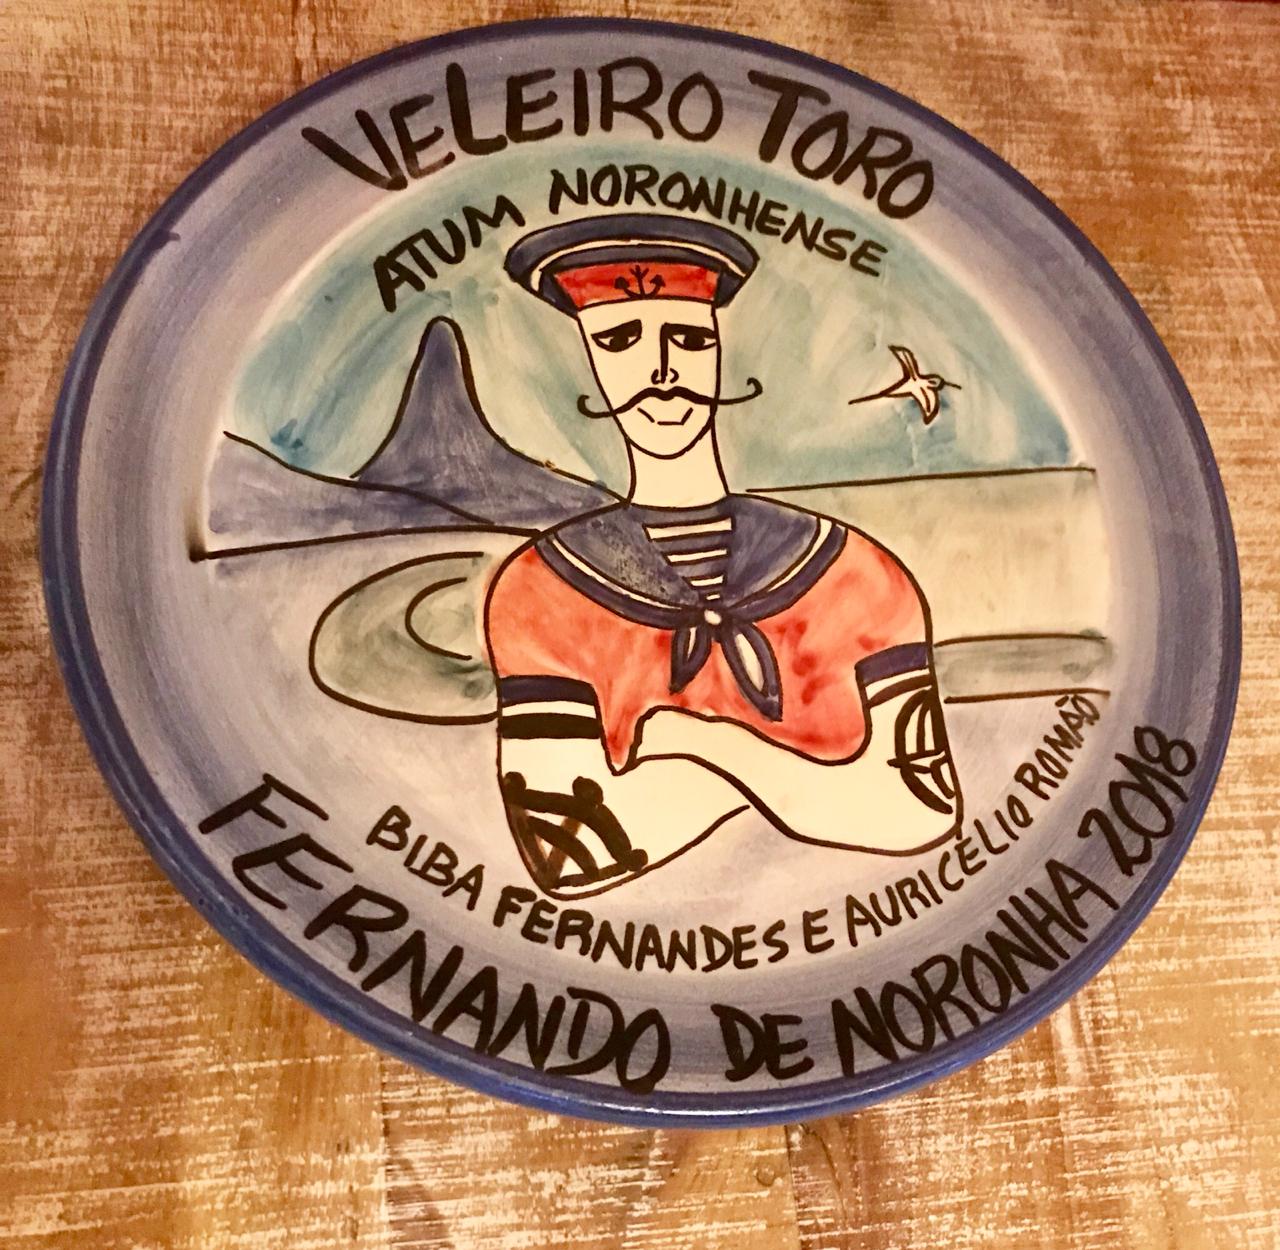 VELEIRO TORO
ATUM NORONHENSE
BIBA FERNANDES E AURICÉLIO ROMÃO
FERNANDO DE NORONHA 2018